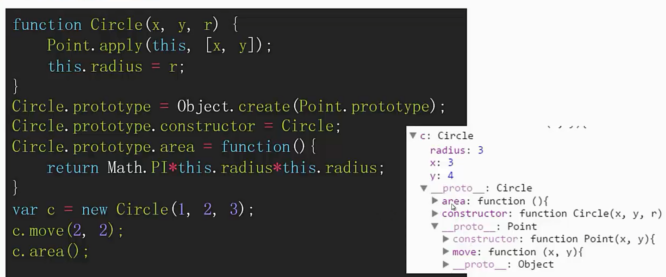 function Circle(x, y, r) {
    Point.apply(this, [x, y]);
    this.radius = r;
}
Circle.prototype = Object.create(Point.prototype);
Circle.prototype.constructor = Circle;
Circle.prototype.area = function(){
    return Math.PI*this.radius*this.radius;
}
var c = new Circle(1, 2, 3);
c.move(2, 2);
c.area();
▼ c: Circle
radius: 3
x: 3
y: 4
▼ __proto__: Circle
▶ area: function (){
▶ constructor: function Circle(x, y, r)
▼ __proto__: Point
▶ constructor: function Point(x, y){
▶ move: function (x, y){
▶ __proto__: Object